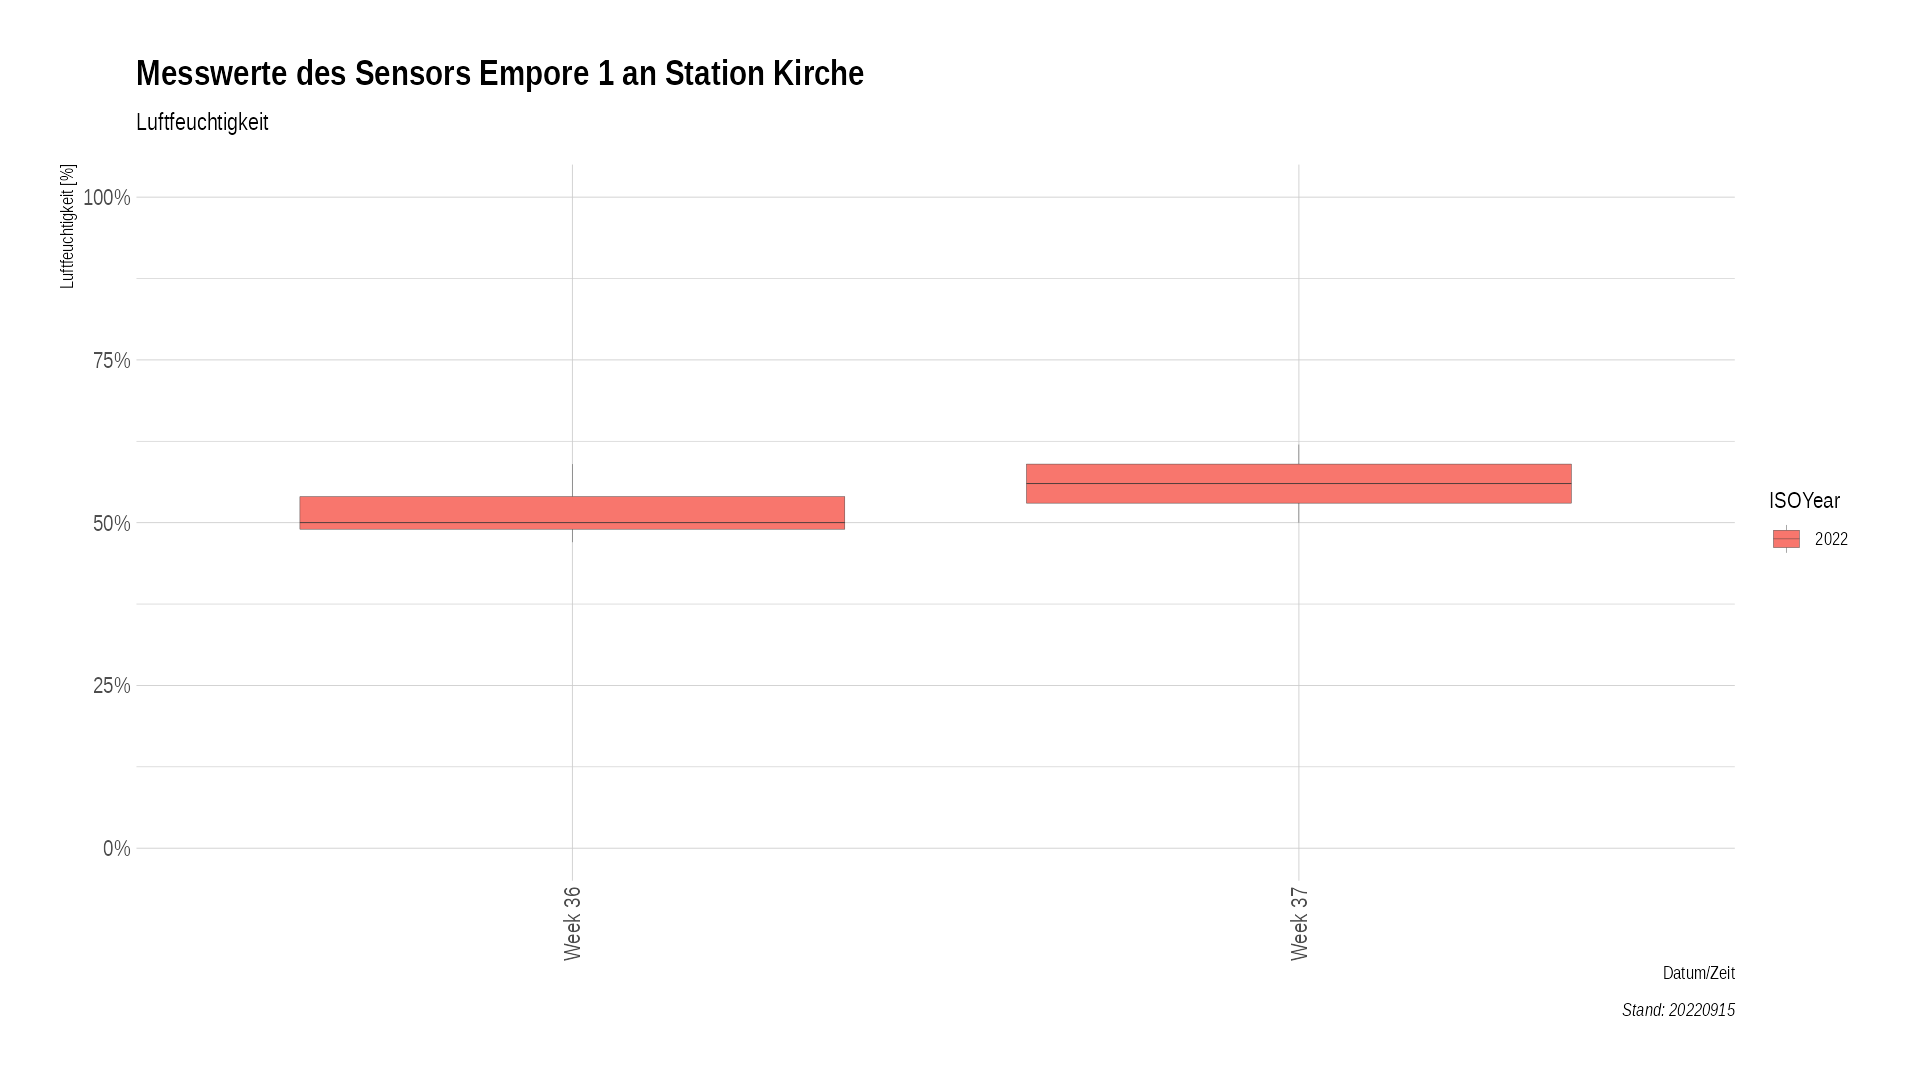 Messwerte des Sensors Empore 1 an Station Kirche
Luftfeuchtigkeit
Luftfeuchtigkeit [%]
100%
75%
50%
25%
0%
Week 36
Week 37
Datum/Zeit
Stand: 20220915
ISOYear
2022